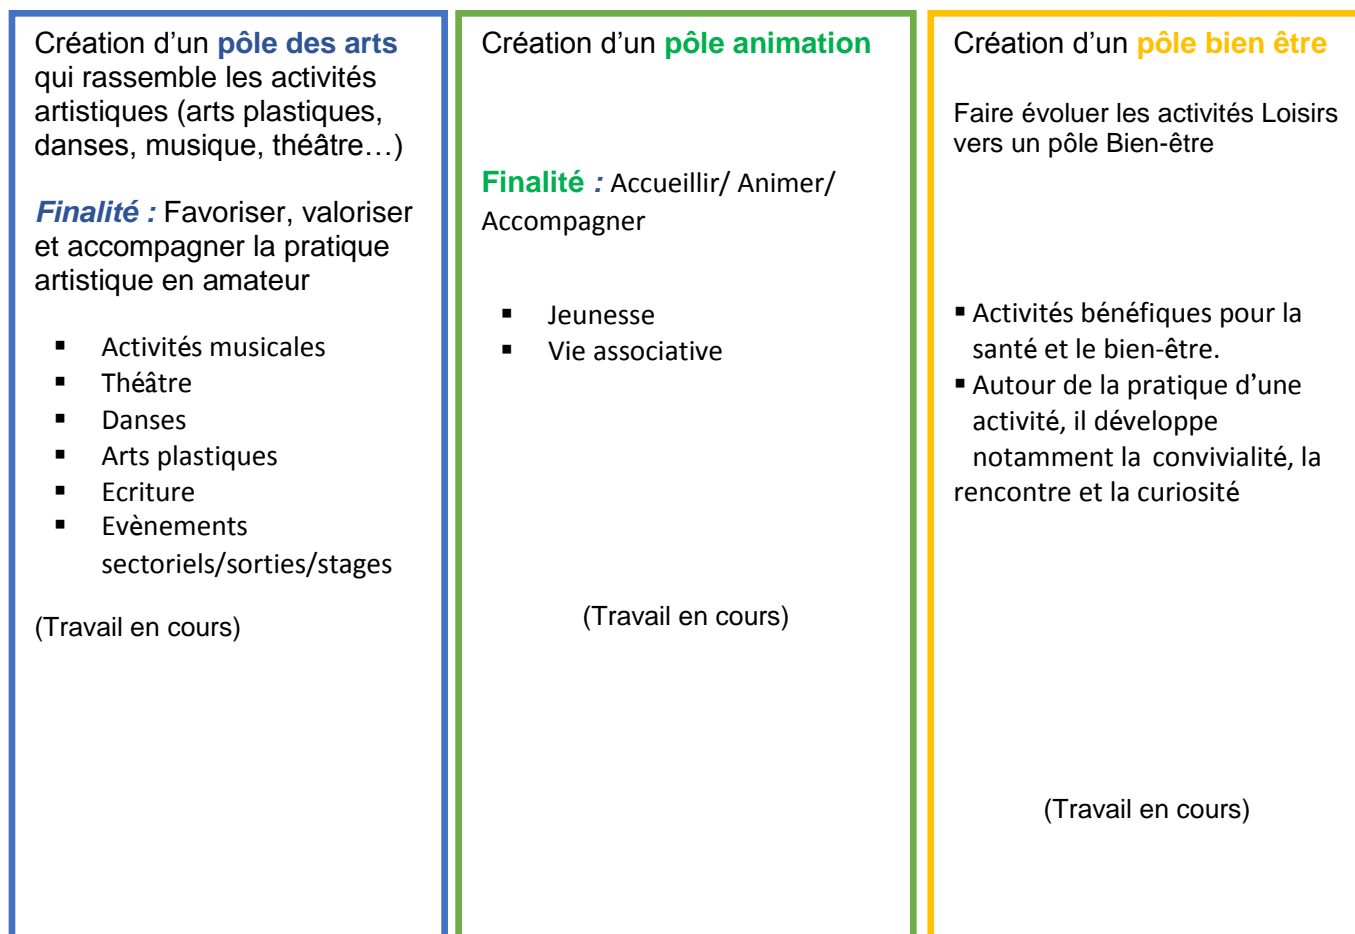 Création d’un pôle des arts
qui rassemble les activités
artistiques (arts plastiques,
danses, musique, théâtre…)
Finalité : Favoriser, valoriser
et accompagner la pratique
artistique en amateur
▪ Activités musicales
▪ Théâtre
▪ Danses
▪ Arts plastiques
▪ Ecriture
▪ Evènements
sectoriels/sorties/stages
(Travail en cours)
Création d’un pôle animation
Finalité : Accueillir/ Animer/
Accompagner
▪ Jeunesse
▪ Vie associative
(Travail en cours)
Création d’un pôle bien être
Faire évoluer les activités Loisirs
vers un pôle Bien-être
▪ Activités bénéfiques pour la
santé et le bien-être.
▪ Autour de la pratique d’une
activité, il développe
notamment la convivialité, la
rencontre et la curiosité
(Travail en cours)